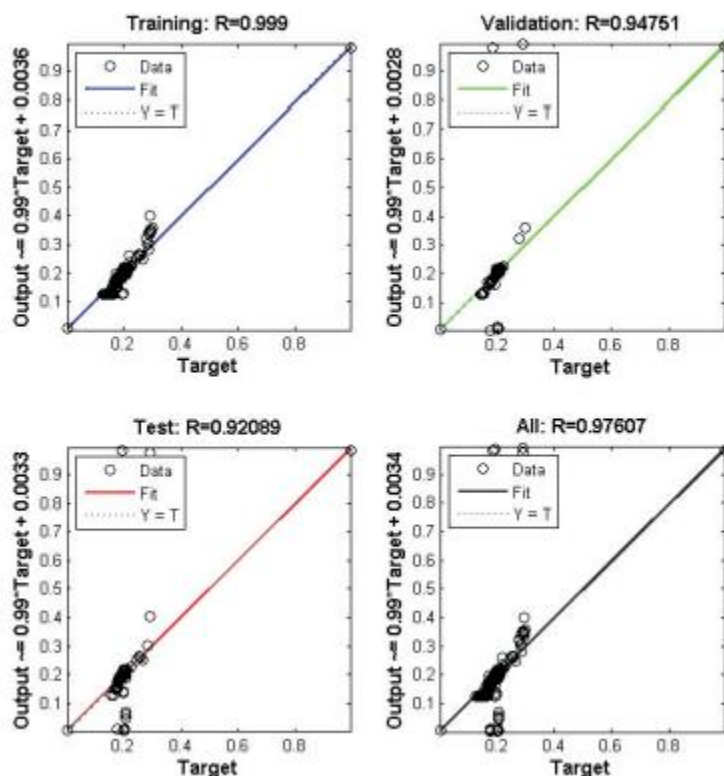 Training: R=0.999
Output ~= 0.99*Target + 0.0036
0.9
0.8
0.7
0.6
0.5
0.4
0.3
0.2
0.1
Data
Fit
Y = T
0.2 0.4 0.6 0.8
Target
Validation: R=0.94751
Output ~= 0.99*Target + 0.0028
0.9
0.8
0.7
0.6
0.5
0.4
0.3
0.2
0.1
Data
Fit
Y = T
0.2 0.4 0.6 0.8
Target
Test: R=0.92089
Output ~= 0.99*Target + 0.0033
0.9
0.8
0.7
0.6
0.5
0.4
0.3
0.2
0.1
Data
Fit
Y = T
0.2 0.4 0.6 0.8
Target
All: R=0.97607
Output ~= 0.99*Target + 0.0034
0.9
0.8
0.7
0.6
0.5
0.4
0.3
0.2
0.1
Data
Fit
Y = T
0.2 0.4 0.6 0.8
Target